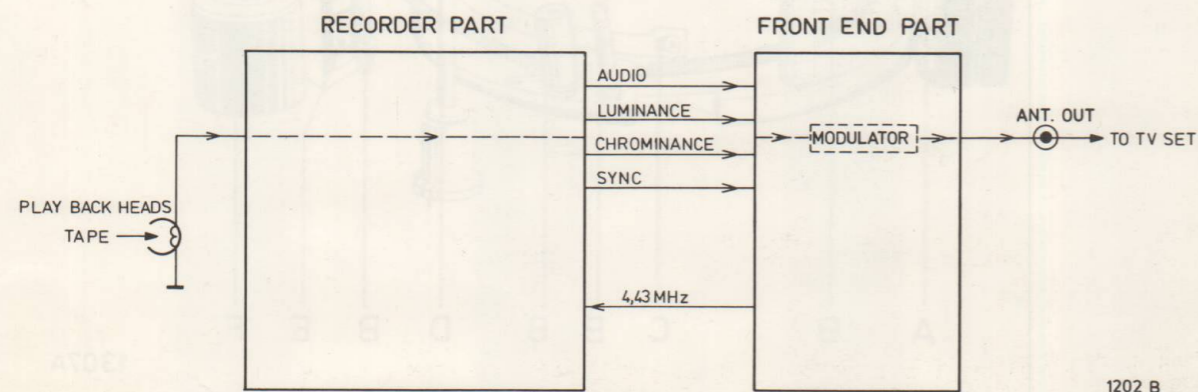 RECORDER PART
FRONT END PART
AUDIO
LUMINANCE
CHROMINANCE
SYNC
MODULATOR
ANT. OUT
TO TV SET
PLAY BACK HEADS
TAPE
4,43 MHz
A B C B B D B E F
1307A
1202 B